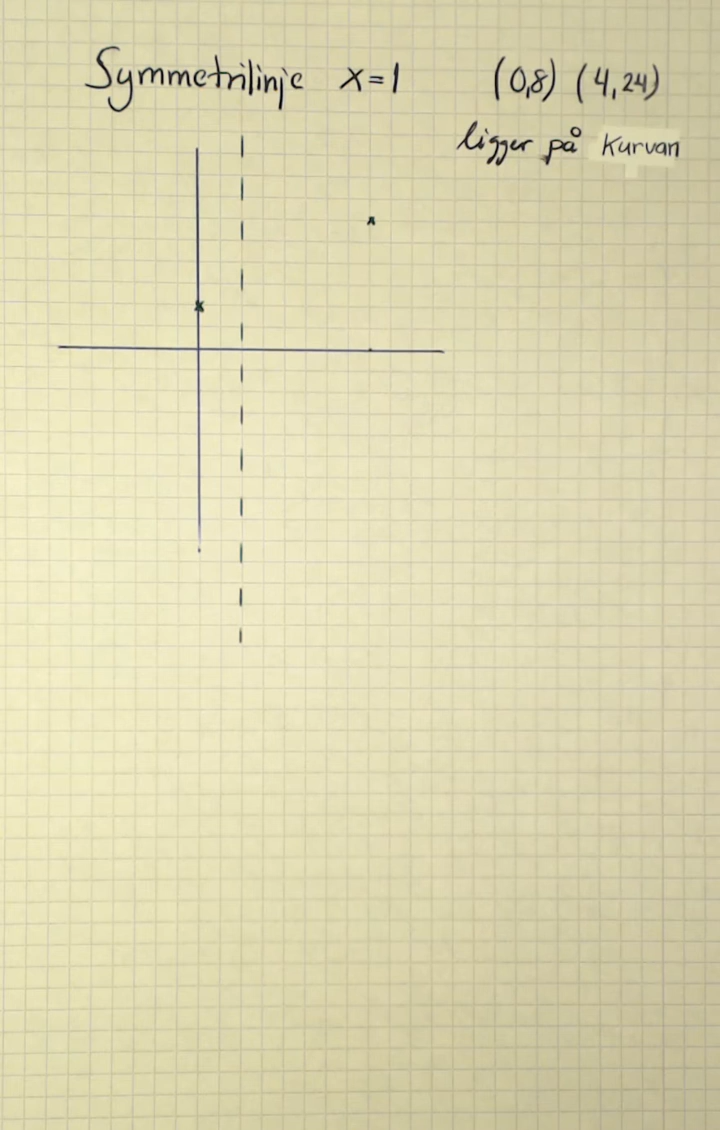 Symmetrilinje x=1 (0,8) (4,24)
ligger på kurvan